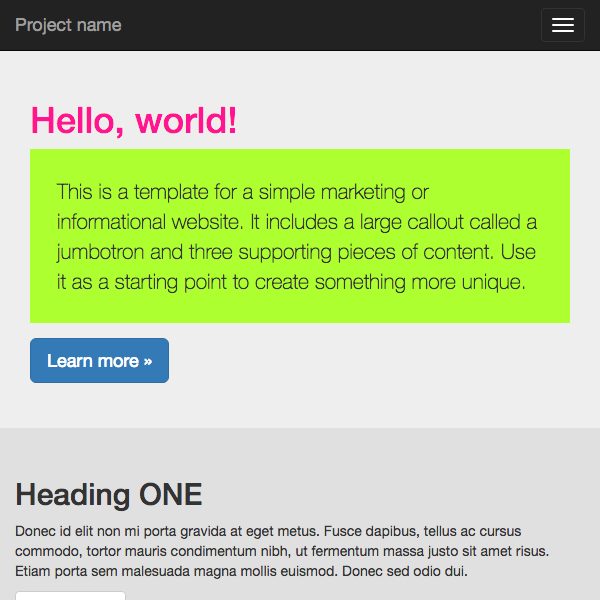 Project name
Hello, world!
This is a template for a simple marketing or
informational website. It includes a large callout called a
jumbotron and three supporting pieces of content. Use
it as a starting point to create something more unique.
Learn more »
Heading ONE
Donec id elit non mi porta gravida at eget metus. Fusce dapibus, tellus ac cursus
commodo, tortor mauris condimentum nibh, ut fermentum massa justo sit amet risus.
Etiam porta sem malesuada magna mollis euismod. Donec sed odio dui.